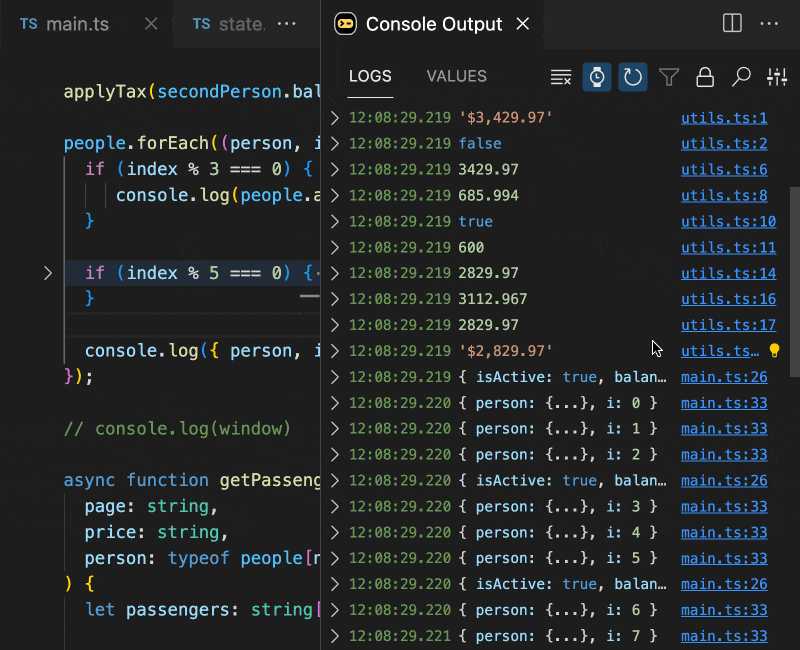 TS main.ts
TS state.
applyTax(secondPerson.bal
people.forEach((person, i
if (index % 3 === 0) {
console.log(people.a
}
if (index % 5 === 0) {
}
console.log({ person, i
});
// console.log(window)
async function getPasseng
page: string,
price: string,
person: typeof people[n
) {
let passengers: string[
Console Output
LOGS VALUES
12:08:29.219 '$3,429.97' utils.ts:1
12:08:29.219 false utils.ts:2
12:08:29.219 3429.97 utils.ts:6
12:08:29.219 685.994 utils.ts:8
12:08:29.219 true utils.ts:10
12:08:29.219 600 utils.ts:11
12:08:29.219 2829.97 utils.ts:14
12:08:29.219 3112.967 utils.ts:16
12:08:29.219 2829.97 utils.ts:17
12:08:29.219 '$2,829.97' utils.ts…
12:08:29.219 { isActive: true, balan… main.ts:26
12:08:29.220 { person: {...}, i: 0 } main.ts:33
12:08:29.220 { person: {...}, i: 1 } main.ts:33
12:08:29.220 { person: {...}, i: 2 } main.ts:33
12:08:29.220 { isActive: true, balan… main.ts:26
12:08:29.220 { person: {...}, i: 3 } main.ts:33
12:08:29.220 { person: {...}, i: 4 } main.ts:33
12:08:29.220 { person: {...}, i: 5 } main.ts:33
12:08:29.220 { isActive: true, balan… main.ts:26
12:08:29.220 { person: {...}, i: 6 } main.ts:33
12:08:29.221 { person: {...}, i: 7 } main.ts:33